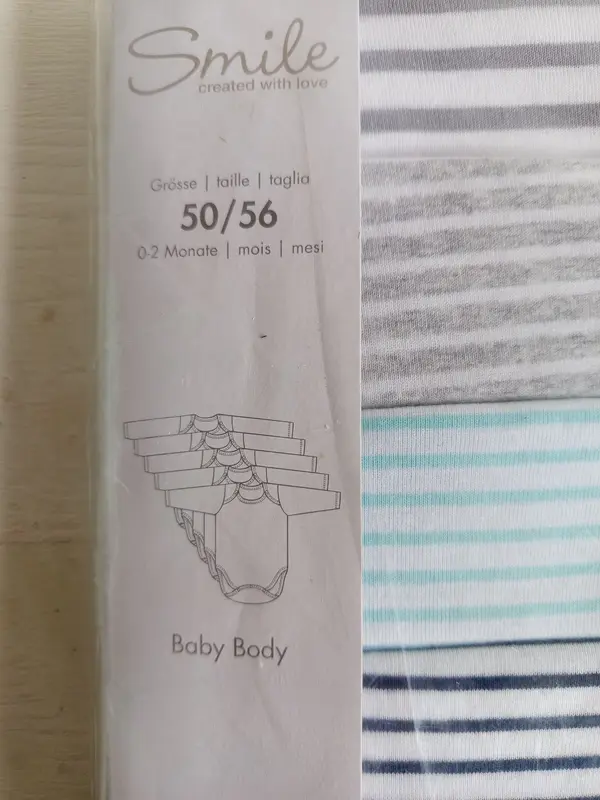 Smile
created with love
Grösse | taille | taglia
50/56
0-2 Monate | mois | mesi
Baby Body